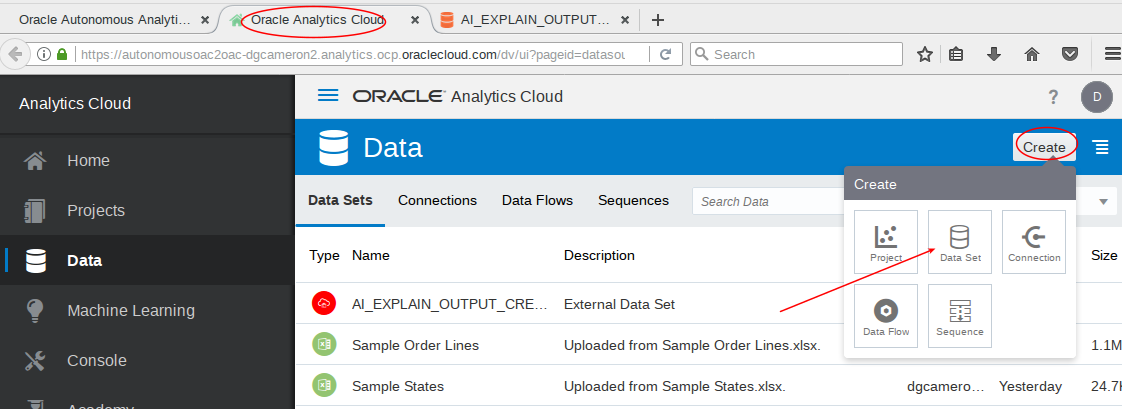 Oracle Autonomous Analyti...
Oracle Analytics Cloud
AI_EXPLAIN_OUTPUT_...
https://autonomousoac2oac-dgcameron2.analytics.ocp.oraclecloud.com/dv/ui?pageid=datasou
Search
Analytics Cloud
ORACLE Analytics Cloud
?
D
Home
Projects
Data
Machine Learning
Console
Academy
Data
Create
Data Sets
Connections
Data Flows
Sequences
Search Data
Create
Project
Data Set
Connection
Data Flow
Sequence
Type Name Description Size
AI_EXPLAIN_OUTPUT_CRE... External Data Set
Sample Order Lines Uploaded from Sample Order Lines.xlsx. 1.1M
Sample States Uploaded from Sample States.xlsx. dgcamero... Yesterday 24.7K